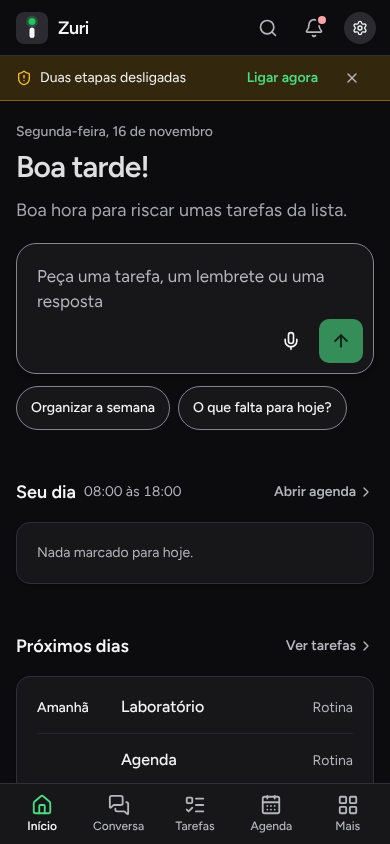 Zuri
Duas etapas desligadas
Ligar agora
Segunda-feira, 16 de novembro
Boa tarde!
Boa hora para riscar umas tarefas da lista.
Peça uma tarefa, um lembrete ou uma
resposta
Organizar a semana
O que falta para hoje?
Seu dia 08:00 às 18:00
Abrir agenda
Nada marcado para hoje.
Próximos dias
Ver tarefas
Amanhã
Laboratório
Rotina
Agenda
Rotina
Início
Conversa
Tarefas
Agenda
Mais